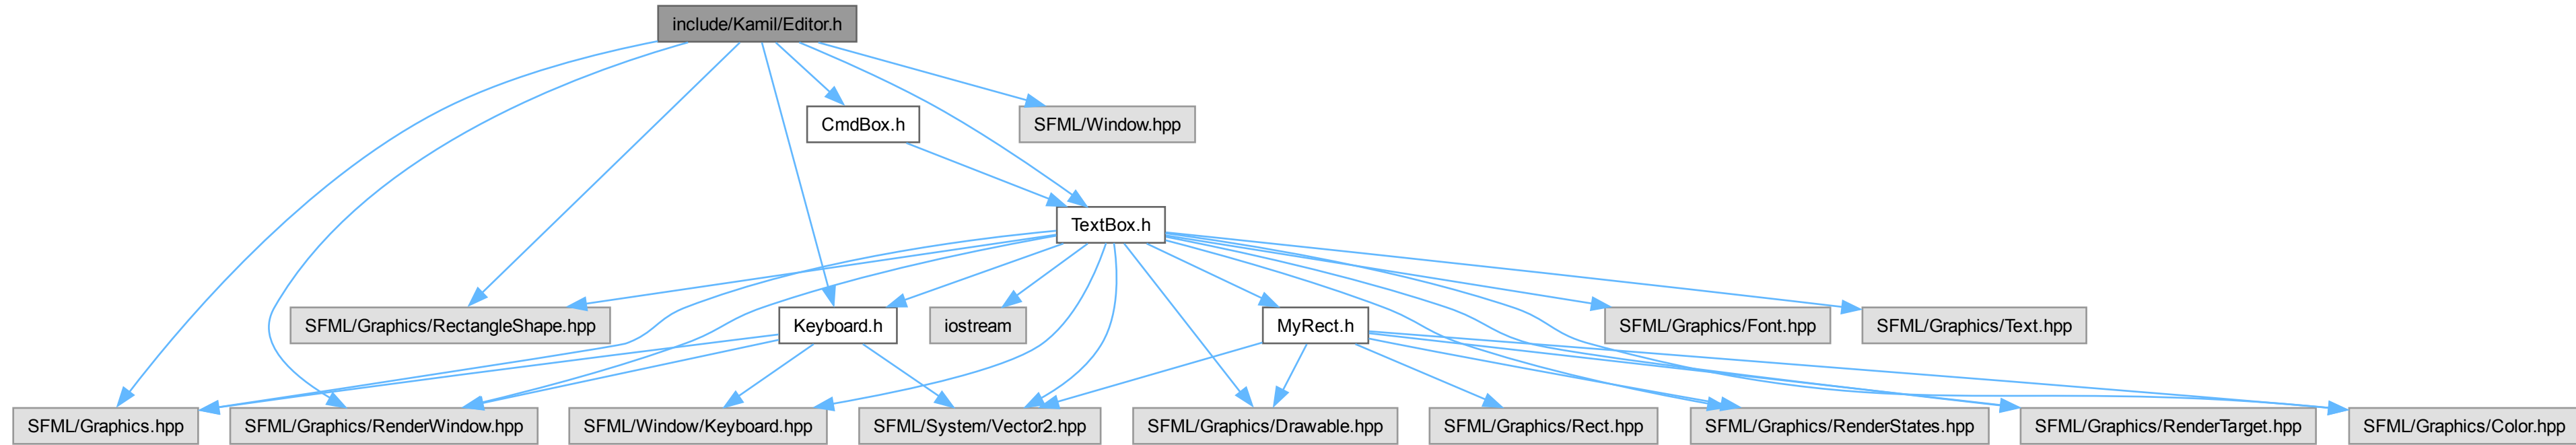 include/Kamil/Editor.h
CmdBox.h
SFML/Window.hpp
TextBox.h
SFML/Graphics/RectangleShape.hpp
Keyboard.h
iostream
MyRect.h
SFML/Graphics/Font.hpp
SFML/Graphics/Text.hpp
SFML/Graphics.hpp
SFML/Graphics/RenderWindow.hpp
SFML/Window/Keyboard.hpp
SFML/System/Vector2.hpp
SFML/Graphics/Drawable.hpp
SFML/Graphics/Rect.hpp
SFML/Graphics/RenderStates.hpp
SFML/Graphics/RenderTarget.hpp
SFML/Graphics/Color.hpp